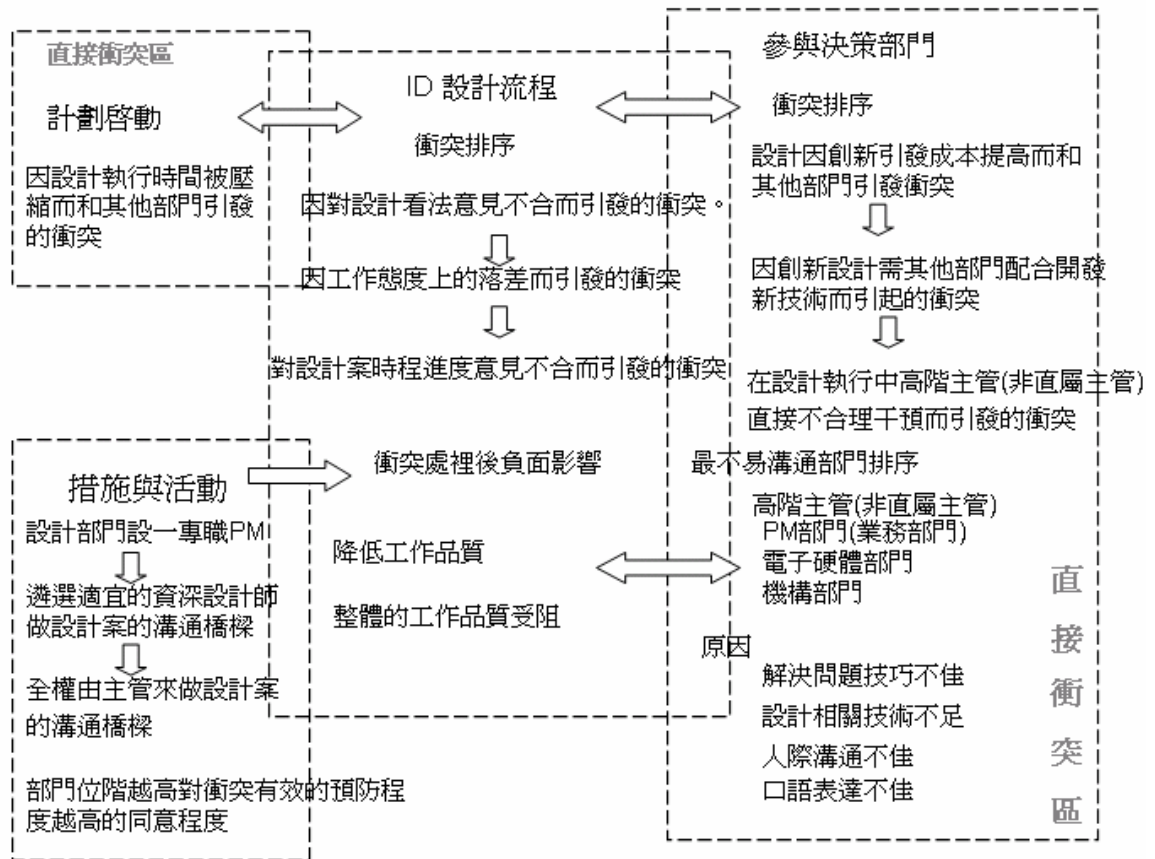 直接衝突區
計劃啓動
因設計執行時間被壓
縮而和其他部門引發
的衝突
ID 設計流程
衝突排序
因對設計看法意見不合而引發的衝突。
因工作態度上的落差而引發的衝突
對設計案時程進度意見不合而引發的衝突
參與決策部門
衝突排序
設計因創新引發成本提高而和
其他部門引發衝突
因創新設計需其他部門配合開發
新技術而引起的衝突
在設計執行中高階主管(非直屬主管)
直接不合理干預而引發的衝突
措施與活動
設計部門設一專職PM
遴選適宜的資深設計師
做設計案的溝通橋樑
全權由主管來做設計案
的溝通橋樑
部門位階越高對衝突有效的預防程
度越高的同意程度
衝突處裡後負面影響
降低工作品質
整體的工作品質受阻
最不易溝通部門排序
高階主管(非直屬主管)
PM部門(業務部門)
電子硬體部門
機構部門
原因
解決問題技巧不佳
設計相關技術不足
人際溝通不佳
口語表達不佳
直
接
衝
突
區